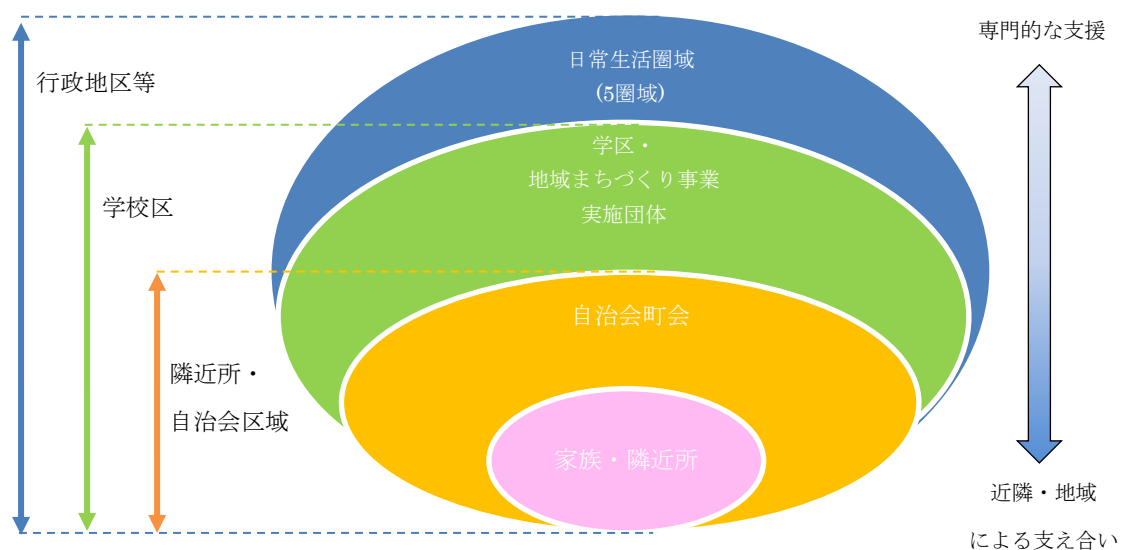 専門的な支援
日常生活圏域
(5圏域)
行政地区等
学区・
地域まちづくり事業
実施団体
学校区
自治会町会
隣近所・
自治会区域
家族・隣近所
近隣・地域
による支え合い